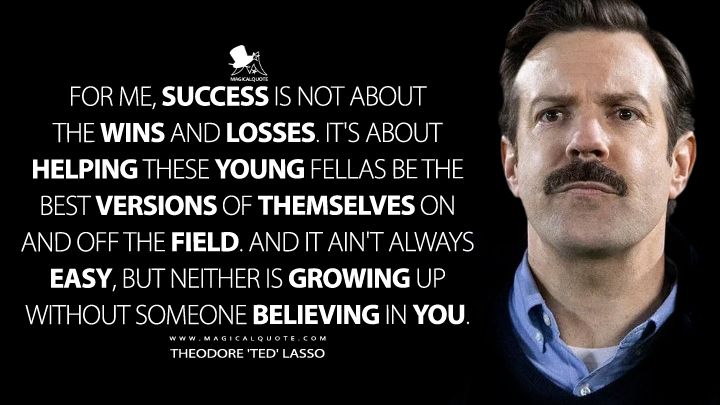 MAGICALQUOTE
FOR ME, SUCCESS IS NOT ABOUT
THE WINS AND LOSSES. IT'S ABOUT
HELPING THESE YOUNG FELLAS BE THE
BEST VERSIONS OF THEMSELVES ON
AND OFF THE FIELD. AND IT AIN'T ALWAYS
EASY, BUT NEITHER IS GROWING UP
WITHOUT SOMEONE BELIEVING IN YOU.
WWW.MAGICALQUOTE.COM
THEODORE 'TED' LASSO